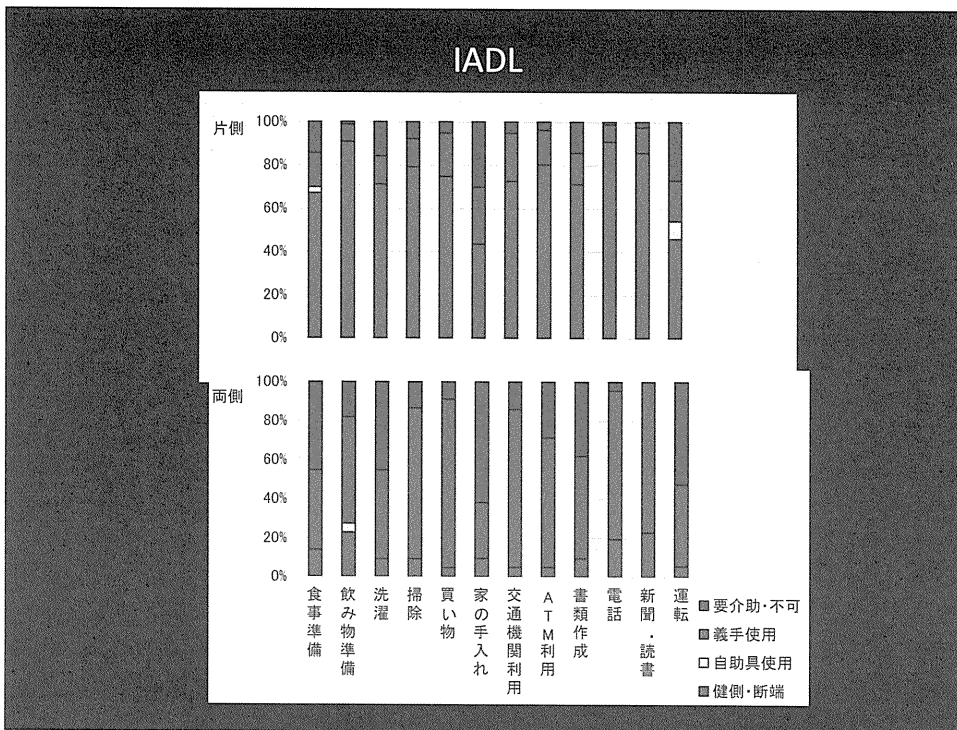 IADL
片側
100%
80%
60%
40%
20%
0%
両側
100%
80%
60%
40%
20%
0%
食事準備
飲み物準備
洗濯
掃除
買い物
家の手入れ
交通機関利用
ATM利用
書類作成
電話
新聞・読書
運転
■要介助・不可
■義手使用
□自助具使用
■健側・断端